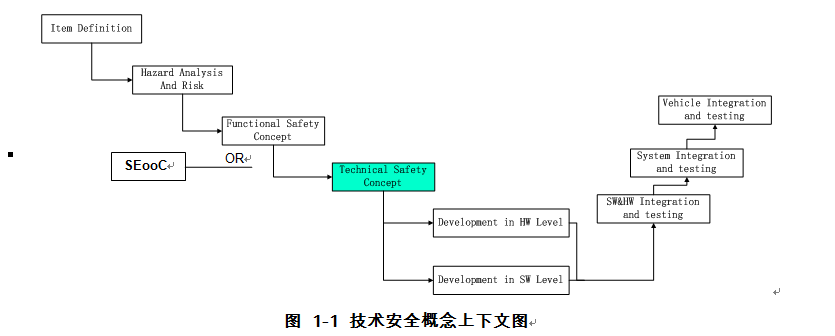 Item Definition
Hazard Analysis
And Risk
Functional Safety
Concept
SEooC
OR
Technical Safety
Concept
Development in HW Level
Development in SW Level
Vehicle Integration
and testing
System Integration
and testing
SW&HW Integration
and testing
图 1-1 技术安全概念上下文图